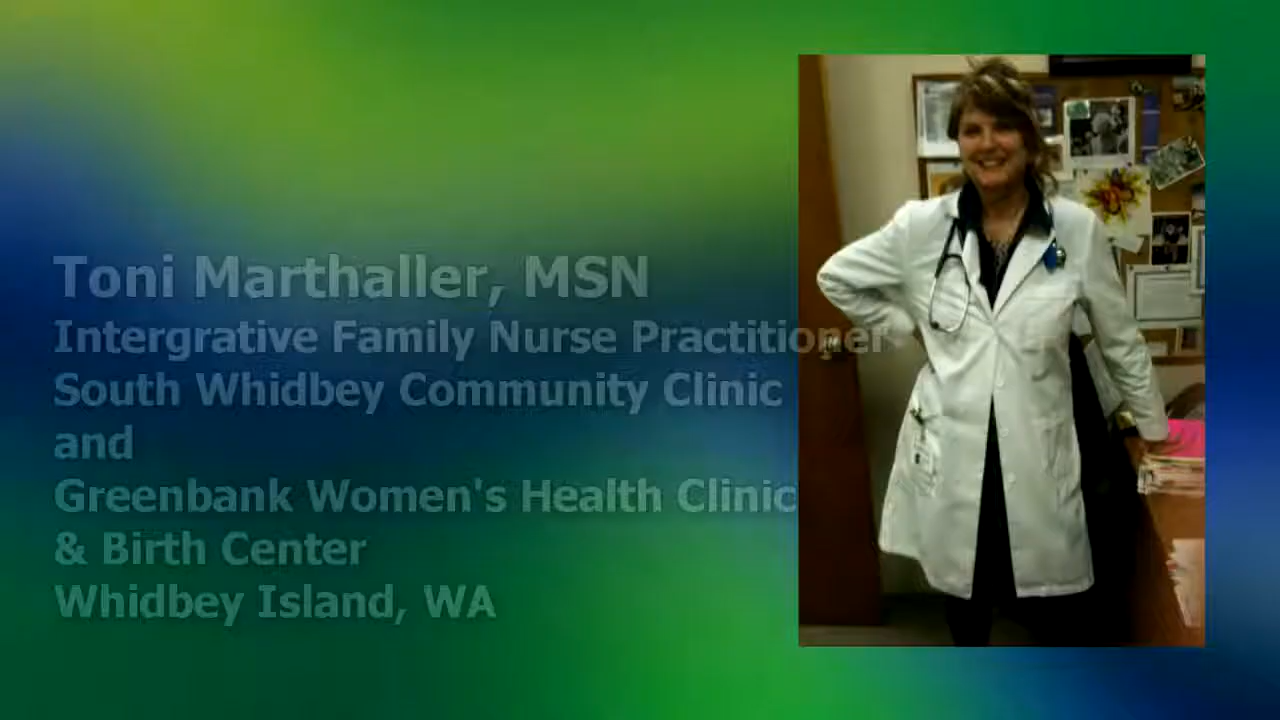 Toni Marthaller, MSN
Intergrative Family Nurse Practitioner
South Whidbey Community Clinic
and
Greenbank Women's Health Clinic
& Birth Center
Whidbey Island, WA